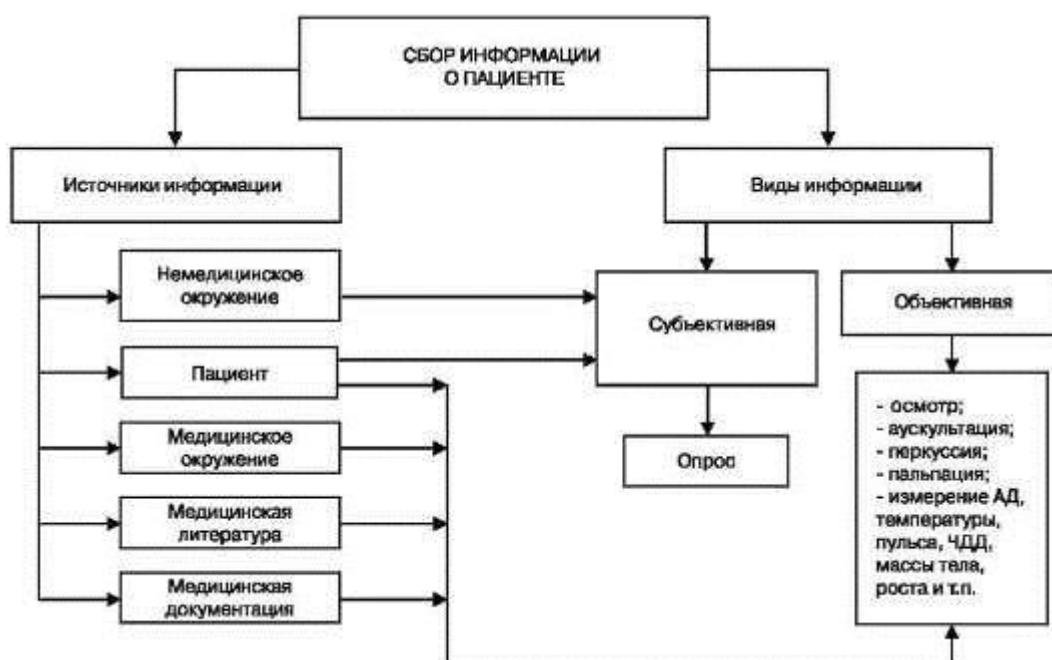 СБОР ИНФОРМАЦИИ
О ПАЦИЕНТЕ
Источники информации
Виды информации
Немедицинское
окружение
Пациент
Медицинское
окружение
Медицинская
литература
Медицинская
документация
Субъективная
Опрос
Объективная
- осмотр;
- аускультация;
- перкуссия;
- пальпация;
- измерение АД,
температуры,
пульса, ЧДД,
массы тела,
роста и т.п.